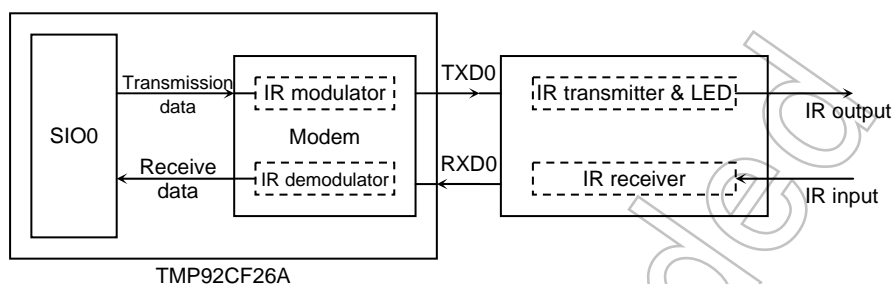 Transmission
data
IR modulator
TXD0
IR transmitter & LED
IR output
SIO0
Modem
Receive
data
IR demodulator
RXD0
IR receiver
IR input
TMP92CF26A
ded